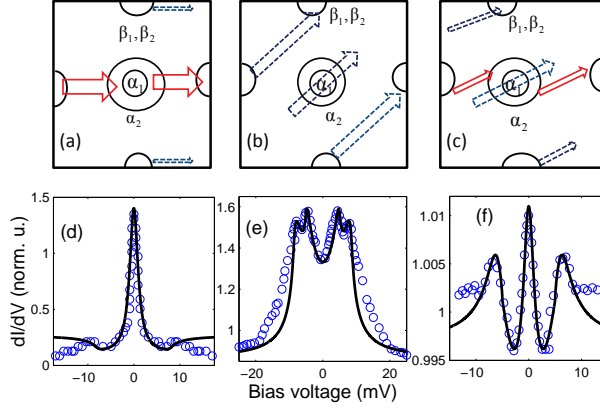 β₁,β₂
α₁
α₂
(a)
β₁,β₂
α₁
α₂
(b)
β₁,β₂
α₁
α₂
(c)
dI/dV (norm. u.)
1.5
1
0.5
0
−10
0
10
(d)
1.6
1.4
1.2
1
−20
0
20
(e)
1.01
1.005
1
0.995
−10
0
10
(f)
Bias voltage (mV)